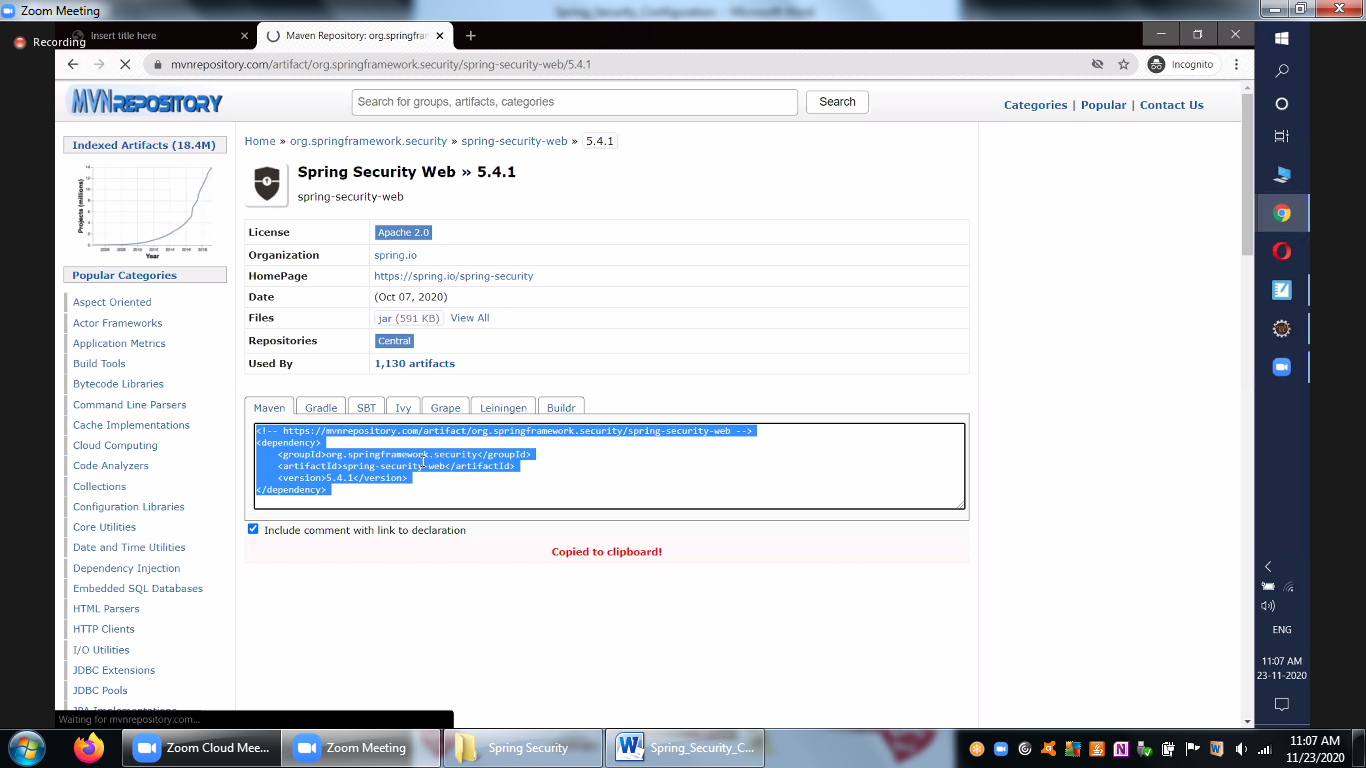 Zoom Meeting
Recording
Insert title here
Maven Repository: org.springfra
mvnrepository.com/artifact/org.springframework.security/spring-security-web/5.4.1
Incognito
MVNREPOSITORY
Search for groups, artifacts, categories
Search
Categories | Popular | Contact Us
Indexed Artifacts (18.4M)
Projects (millions)
Year
Popular Categories
Aspect Oriented
Actor Frameworks
Application Metrics
Build Tools
Bytecode Libraries
Command Line Parsers
Cache Implementations
Cloud Computing
Code Analyzers
Collections
Configuration Libraries
Core Utilities
Date and Time Utilities
Dependency Injection
Embedded SQL Databases
HTML Parsers
HTTP Clients
I/O Utilities
JDBC Extensions
JDBC Pools
Home » org.springframework.security » spring-security-web » 5.4.1
Spring Security Web » 5.4.1
spring-security-web
License Apache 2.0
Organization spring.io
HomePage https://spring.io/spring-security
Date (Oct 07, 2020)
Files jar (591 KB) View All
Repositories Central
Used By 1,130 artifacts
Maven Gradle SBT Ivy Grape Leiningen Buildr
<!-- https://mvnrepository.com/artifact/org.springframework.security/spring-security-web -->
<dependency>
<groupId>org.springframework.security</groupId>
<artifactId>spring-security-web</artifactId>
<version>5.4.1</version>
</dependency>
Include comment with link to declaration
Copied to clipboard!
Waiting for mvnrepository.com...
ENG
11:07 AM
23-11-2020
Zoom Cloud Mee...
Zoom Meeting
Spring Security
Spring_Security_C...
11:07 AM
11/23/2020